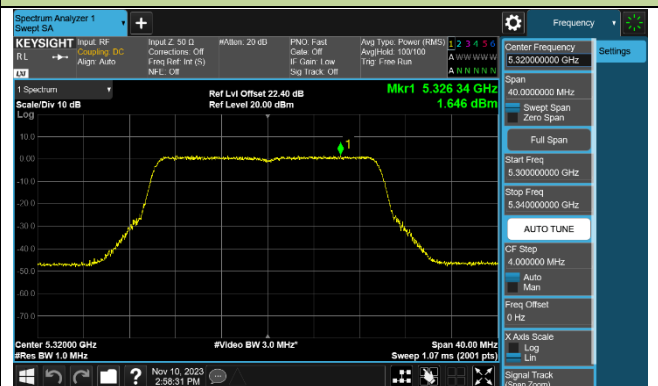 Spectrum Analyzer 1
Swept SA
Frequency
KEYSIGHT
RL
LXI
Input: RF
Coupling: DC
Align: Auto
Input Z: 50 Ω
Corrections: Off
Freq Ref: Int (S)
NFE: Off
#Atten: 20 dB
PNO: Fast
Gate: Off
IF Gain: Low
Sig Track: Off
Avg Type: Power (RMS)
Avg|Hold: 100/100
Trig: Free Run
1 2 3 4 5 6
A W W W W W
A N N N N N
1 Spectrum
Scale/Div 10 dB
Log
Ref Lvl Offset 22.40 dB
Ref Level 20.00 dBm
Mkr1 5.326 34 GHz
1.646 dBm
10.0
0.00
-10.0
-20.0
-30.0
-40.0
-50.0
-60.0
-70.0
1
Center 5.32000 GHz
#Res BW 1.0 MHz
#Video BW 3.0 MHz*
Span 40.00 MHz
Sweep 1.07 ms (2001 pts)
Center Frequency
5.320000000 GHz
Settings
Span
40.0000000 MHz
Swept Span
Zero Span
Full Span
Start Freq
5.300000000 GHz
Stop Freq
5.340000000 GHz
AUTO TUNE
CF Step
4.000000 MHz
Auto
Man
Freq Offset
0 Hz
X Axis Scale
Log
Lin
Signal Track
(Span Zoom)
Nov 10, 2023
2:58:31 PM